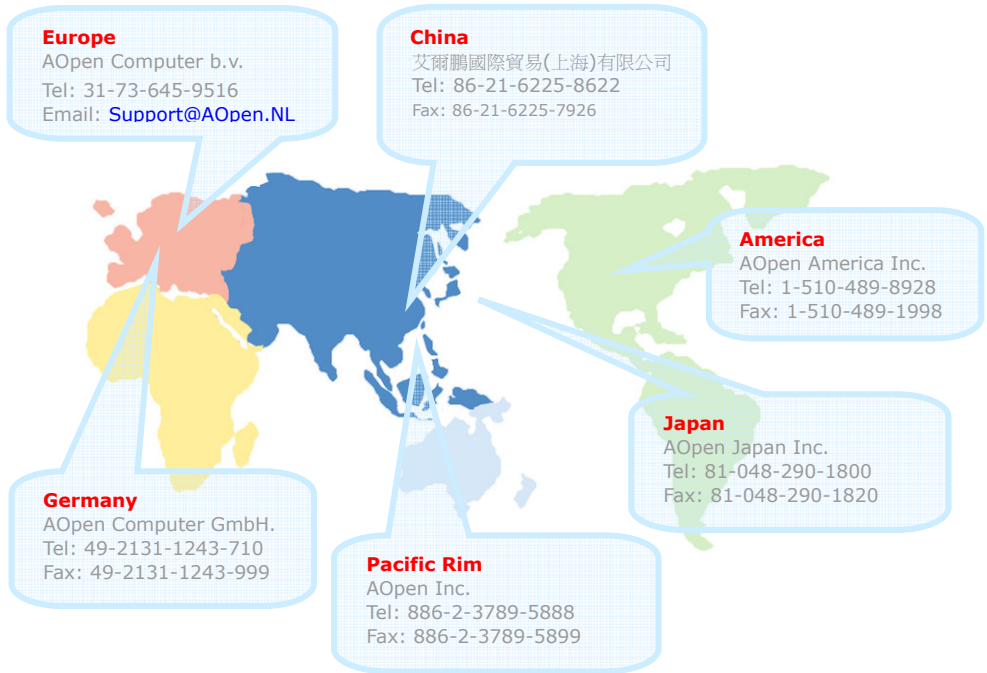 Europe
AOpen Computer b.v.
Tel: 31-73-645-9516
Email: Support@AOpen.NL
China
艾爾鵬國際貿易(上海)有限公司
Tel: 86-21-6225-8622
Fax: 86-21-6225-7926
America
AOpen America Inc.
Tel: 1-510-489-8928
Fax: 1-510-489-1998
Japan
AOpen Japan Inc.
Tel: 81-048-290-1800
Fax: 81-048-290-1820
Germany
AOpen Computer GmbH.
Tel: 49-2131-1243-710
Fax: 49-2131-1243-999
Pacific Rim
AOpen Inc.
Tel: 886-2-3789-5888
Fax: 886-2-3789-5899